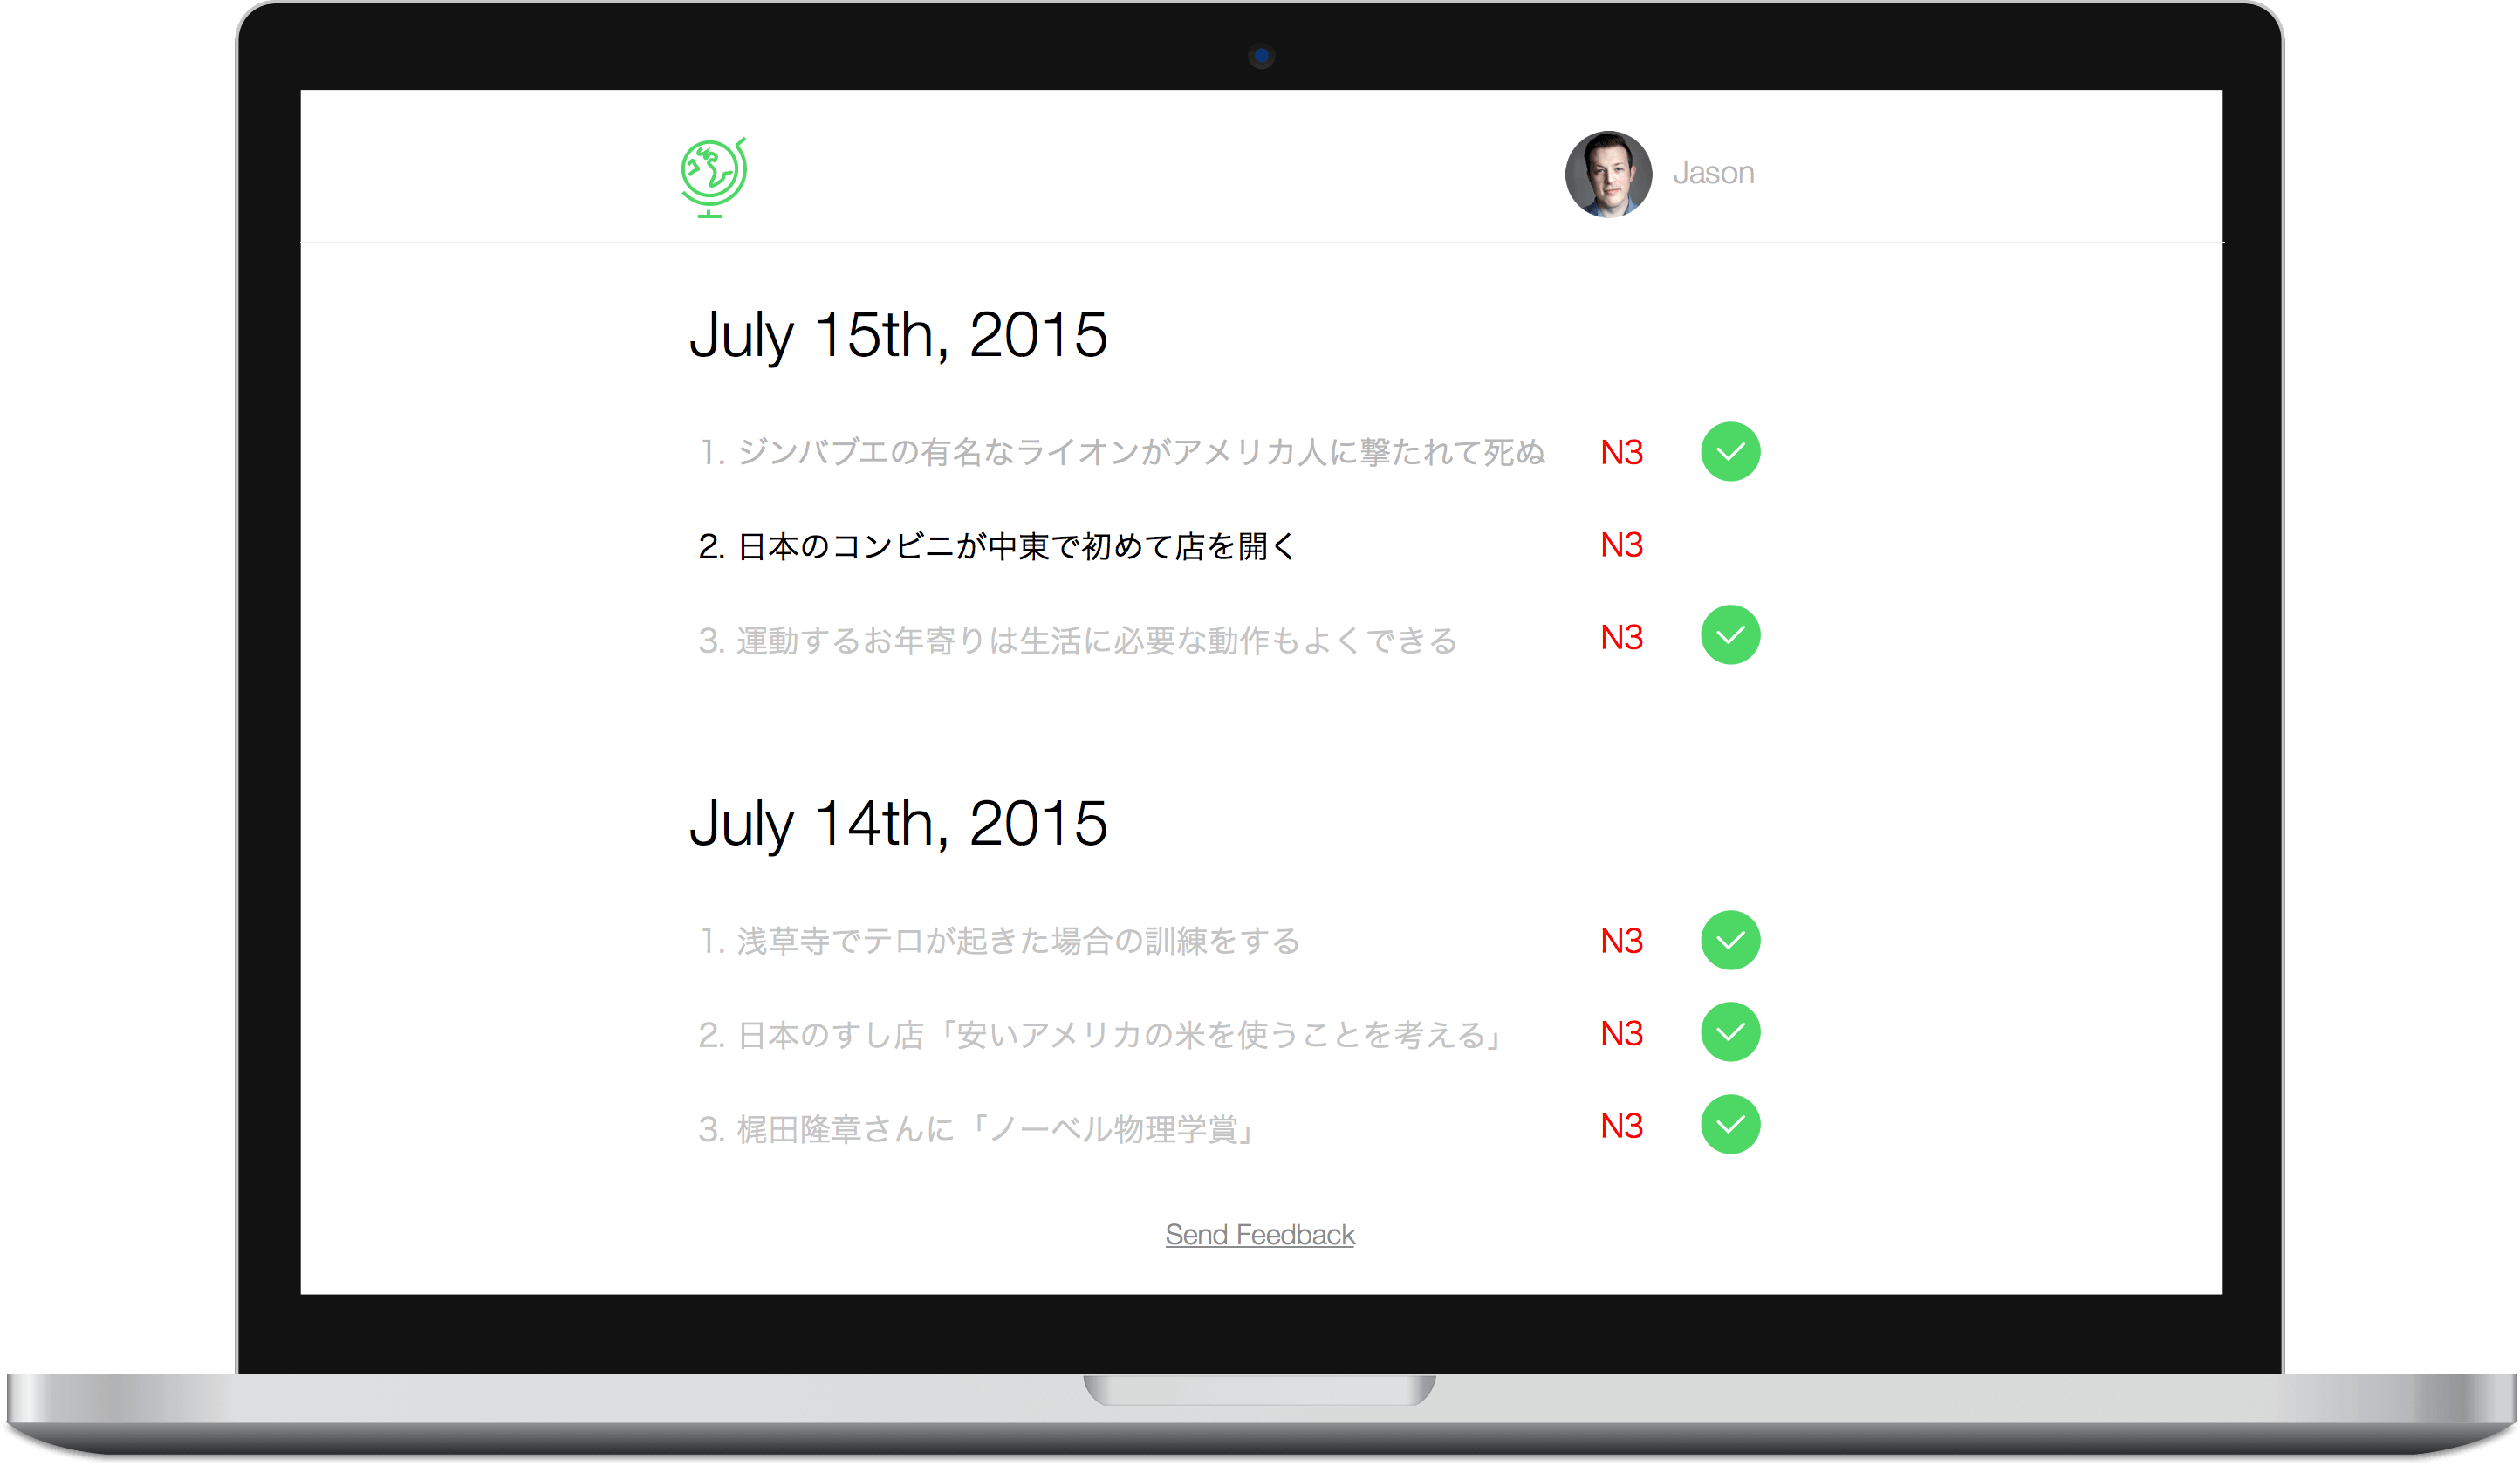 Jason
July 15th, 2015
1. ジンバブエの有名なライオンがアメリカ人に撃たれて死ぬ N3
2. 日本のコンビニが中東で初めて店を開く N3
3. 運動するお年寄りは生活に必要な動作もよくできる N3
July 14th, 2015
1. 浅草寺でテロが起きた場合の訓練をする N3
2. 日本のすし店「安いアメリカの米を使うことを考える」 N3
3. 梶田隆章さんに「ノーベル物理学賞」 N3
Send Feedback